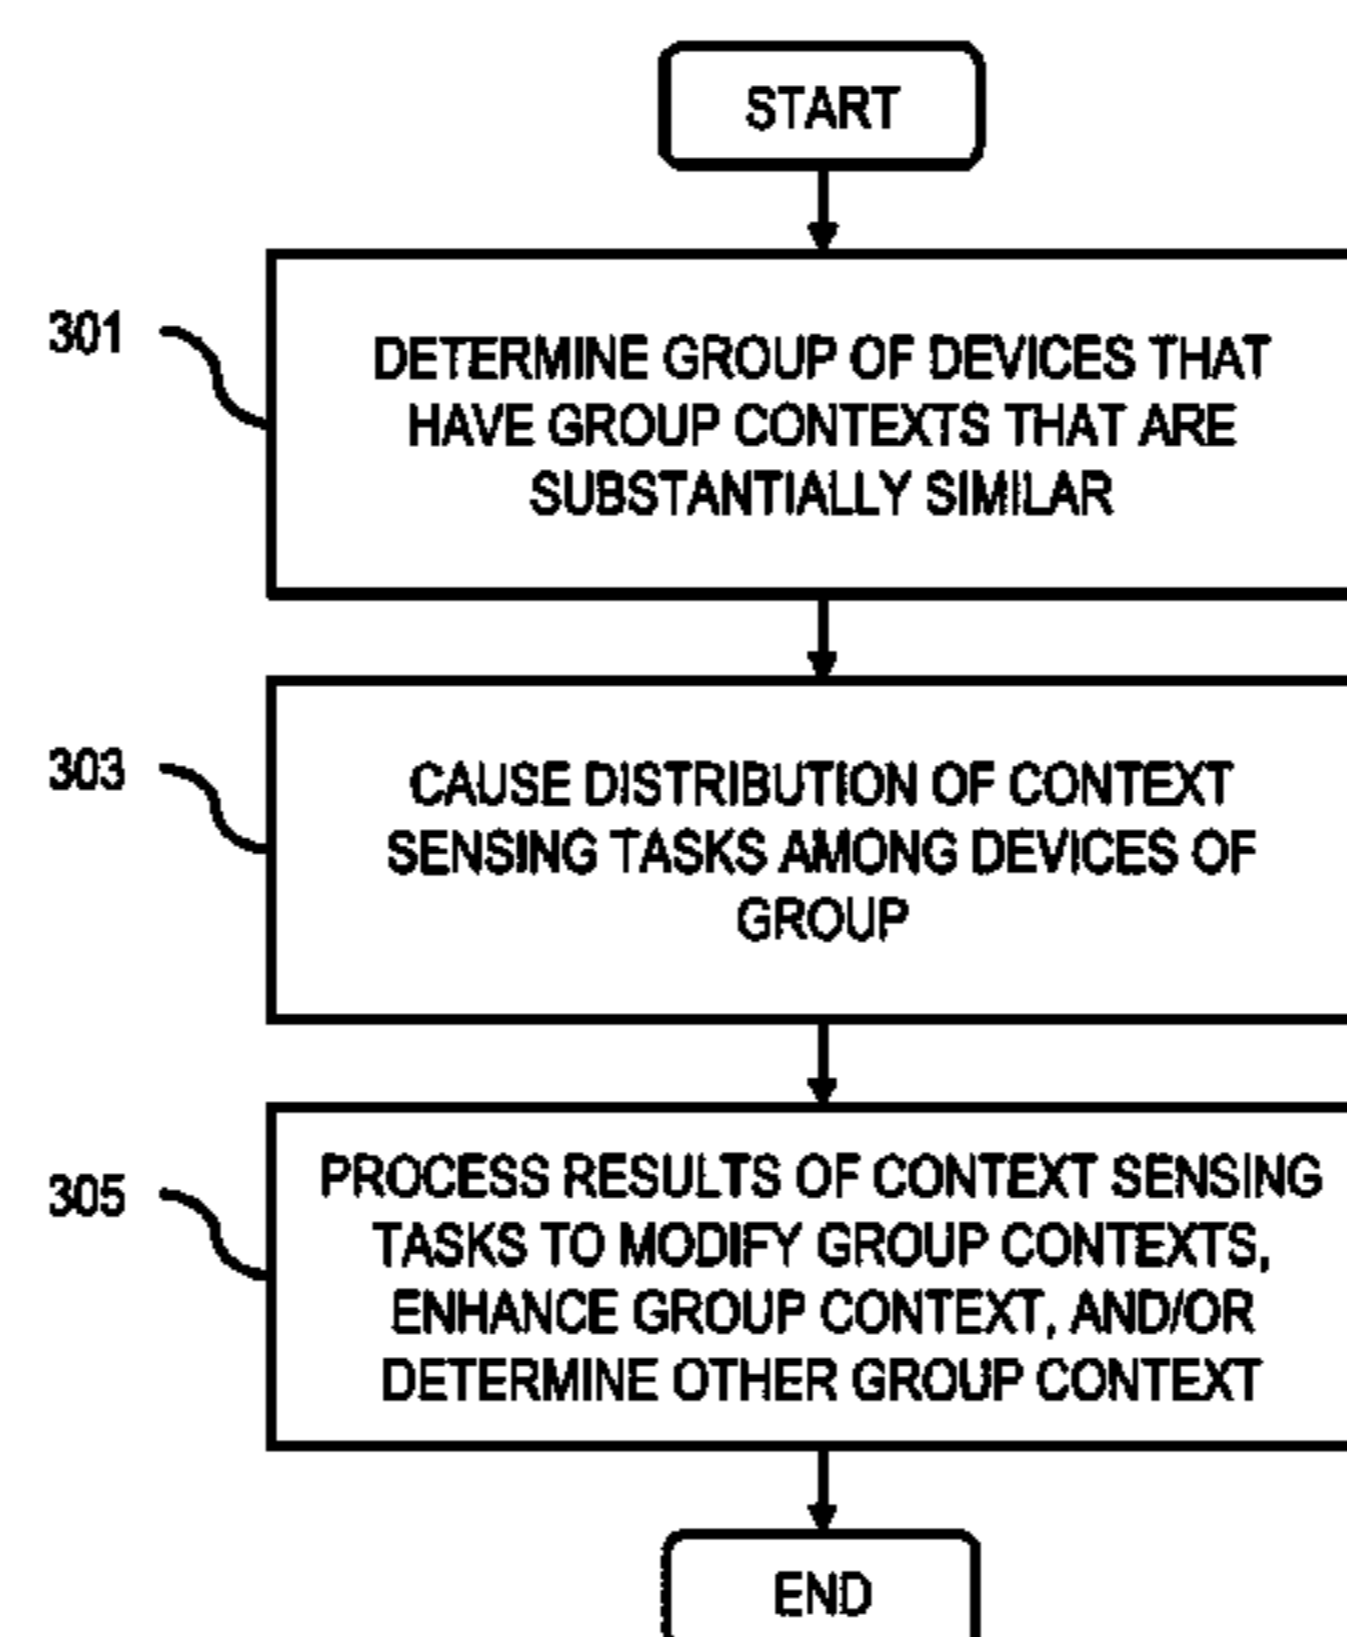 START
301
DETERMINE GROUP OF DEVICES THAT
HAVE GROUP CONTEXTS THAT ARE
SUBSTANTIALLY SIMILAR
303
CAUSE DISTRIBUTION OF CONTEXT
SENSING TASKS AMONG DEVICES OF
GROUP
305
PROCESS RESULTS OF CONTEXT SENSING
TASKS TO MODIFY GROUP CONTEXTS,
ENHANCE GROUP CONTEXT, AND/OR
DETERMINE OTHER GROUP CONTEXT
END